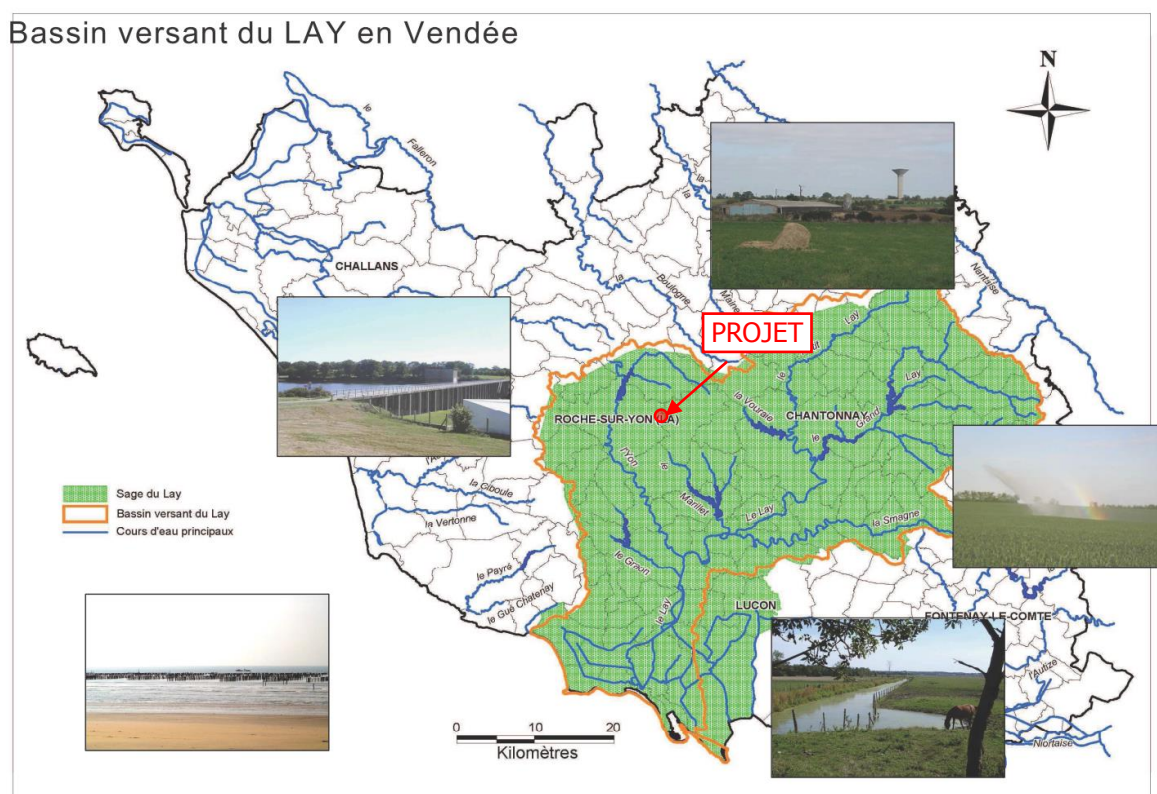 Bassin versant du LAY en Vendée
N
le
Falleron
la
CHALLANS
la
Boulogne
Maine
Nantaise
PROJET
Lay
le
Lay
la Vouraie
CHANTONNAY
ROCHE-SUR-YON
le
Grand
l'Yon
le
Marillet
Le Lay
la Smagne
la Ciboule
la Vertonne
Sage du Lay
Bassin versant du Lay
Cours d'eau principaux
le Payré
le Graon
le Gué Chatenay
le Lay
LUÇON
FONTENAY-LE-COMTE
l'Autize
0 10 20
Kilomètres
Niortaise